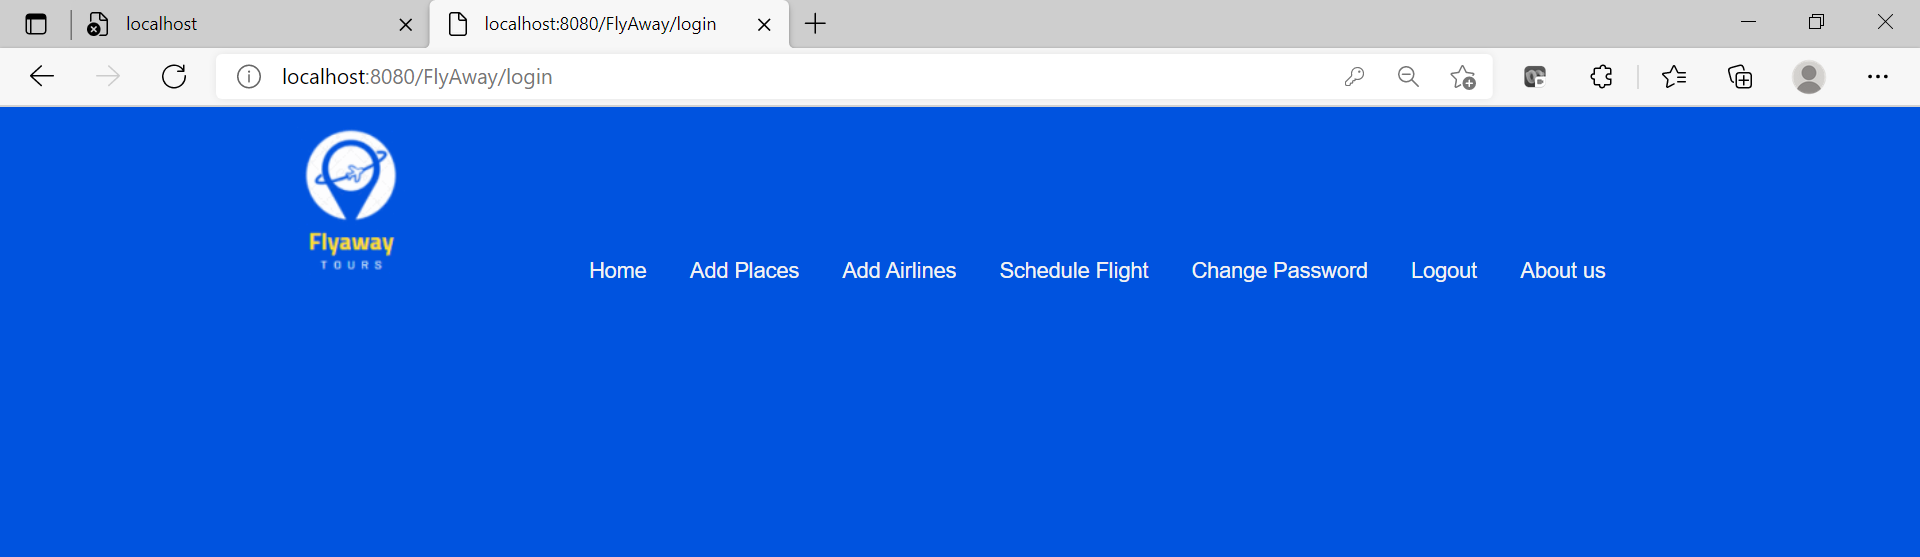 localhost
localhost:8080/FlyAway/login
localhost:8080/FlyAway/login
Flyaway
TOURS
Home Add Places Add Airlines Schedule Flight Change Password Logout About us